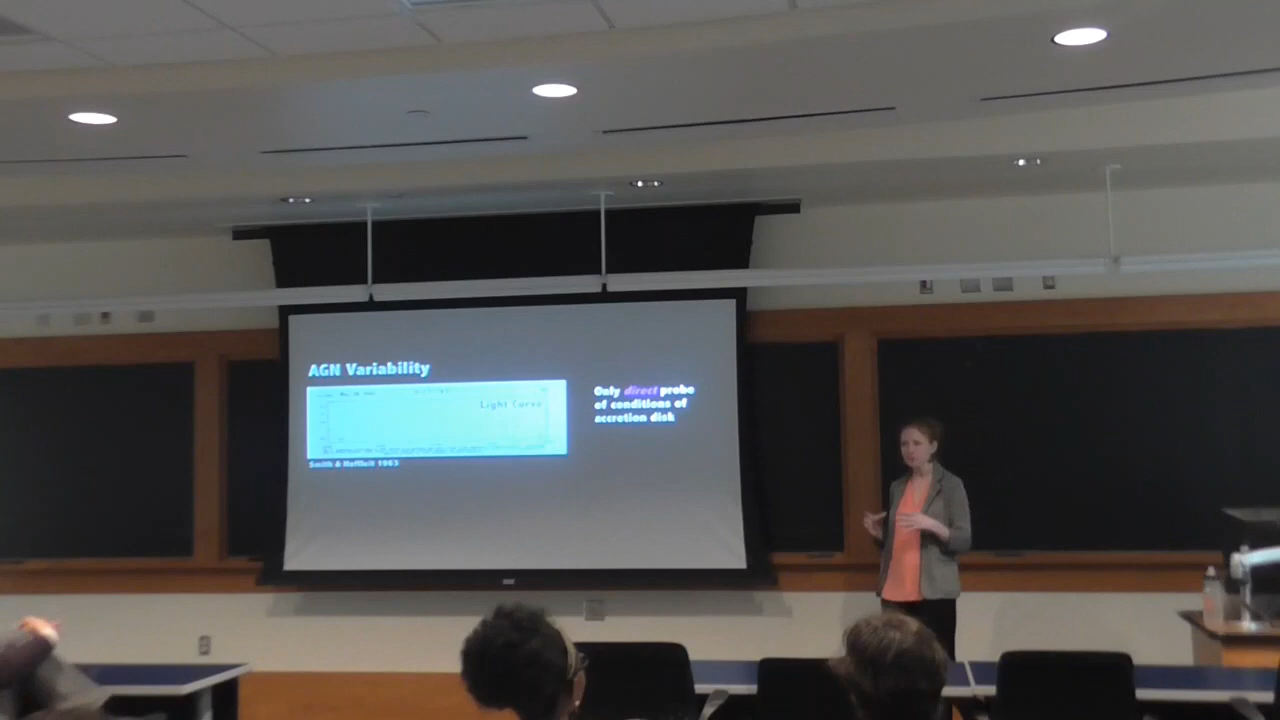 AGN Variability
Light Curve
Only direct probe
of conditions of
accretion disk
Smith & Hoffleit 1963